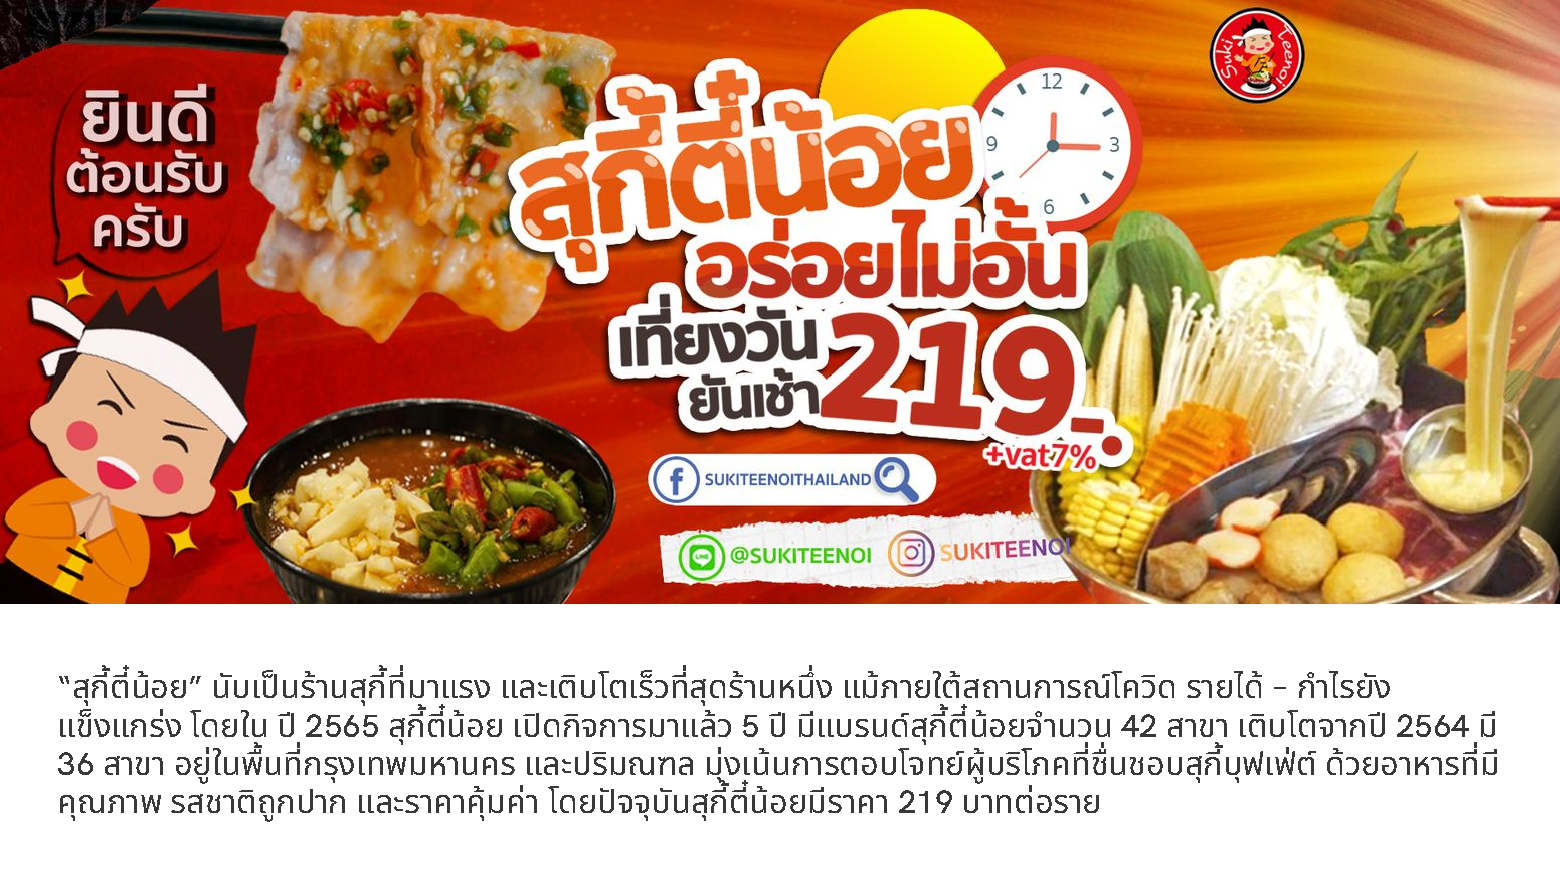 ยินดี
ต้อนรับ
ครับ
สุกี้ตี๋น้อย
อร่อยไม่อั้น
เที่ยงวัน
ยันเช้า
219.-
+vat7%
12
3
6
9
Suki Teenoi
SUKITEENOITHAILAND
@SUKITEENOI
SUKITEENOI
“สุกี้ตี๋น้อย” นับเป็นร้านสุกี้ที่มาแรง และเติบโตเร็วที่สุดร้านหนึ่ง แม้ภายใต้สถานการณ์โควิด รายได้ – กำไรยัง
แข็งแกร่ง โดยใน ปี 2565 สุกี้ตี๋น้อย เปิดกิจการมาแล้ว 5 ปี มีแบรนด์สุกี้ตี๋น้อยจำนวน 42 สาขา เติบโตจากปี 2564 มี
36 สาขา อยู่ในพื้นที่กรุงเทพมหานคร และปริมณฑล มุ่งเน้นการตอบโจทย์ผู้บริโภคที่ชื่นชอบสุกี้บุฟเฟ่ต์ ด้วยอาหารที่มี
คุณภาพ รสชาติถูกปาก และราคาคุ้มค่า โดยปัจจุบันสุกี้ตี๋น้อยมีราคา 219 บาทต่อราย